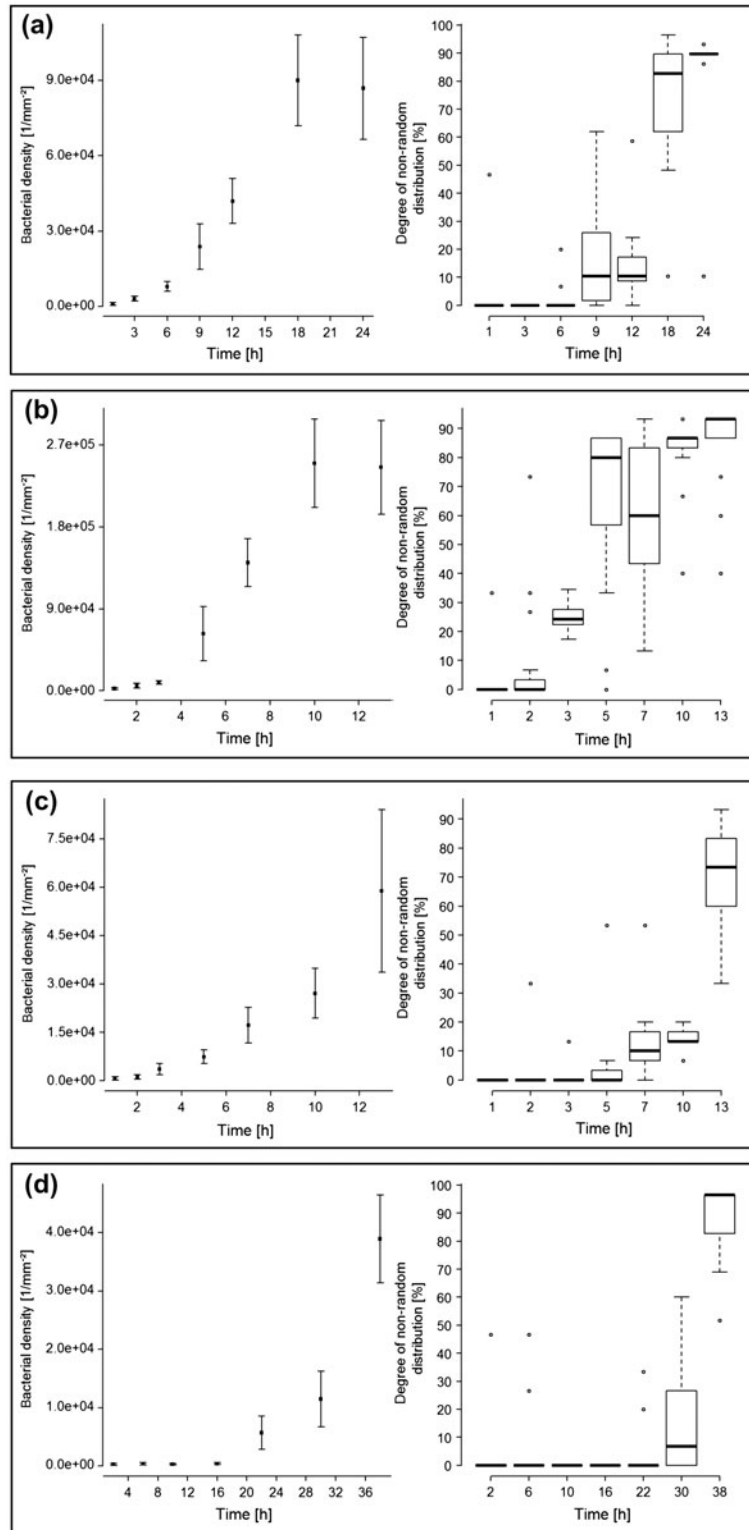 (a)
Bacterial density [1/mm⁻²]
9.0e+04
6.0e+04
3.0e+04
0.0e+00
3 6 9 12 15 18 21 24
Time [h]
Degree of non-random
distribution [%]
100
90
80
70
60
50
40
30
20
10
0
1 3 6 9 12 18 24
Time [h]
(b)
Bacterial density [1/mm⁻²]
2.7e+05
1.8e+05
9.0e+04
0.0e+00
2 4 6 8 10 12
Time [h]
Degree of non-random
distribution [%]
90
80
70
60
50
40
30
20
10
0
1 2 3 5 7 10 13
Time [h]
(c)
Bacterial density [1/mm⁻²]
7.5e+04
6.0e+04
3.0e+04
1.5e+04
0.0e+00
2 4 6 8 10 12
Time [h]
Degree of non-random
distribution [%]
90
80
70
60
50
40
30
20
10
0
1 2 3 5 7 10 13
Time [h]
(d)
Bacterial density [1/mm⁻²]
4.0e+04
3.0e+04
2.0e+04
1.0e+04
0.0e+00
4 8 12 16 20 24 28 32 36
Time [h]
Degree of non-random
distribution [%]
100
90
80
70
60
50
40
30
20
10
0
2 6 10 16 22 30 38
Time [h]